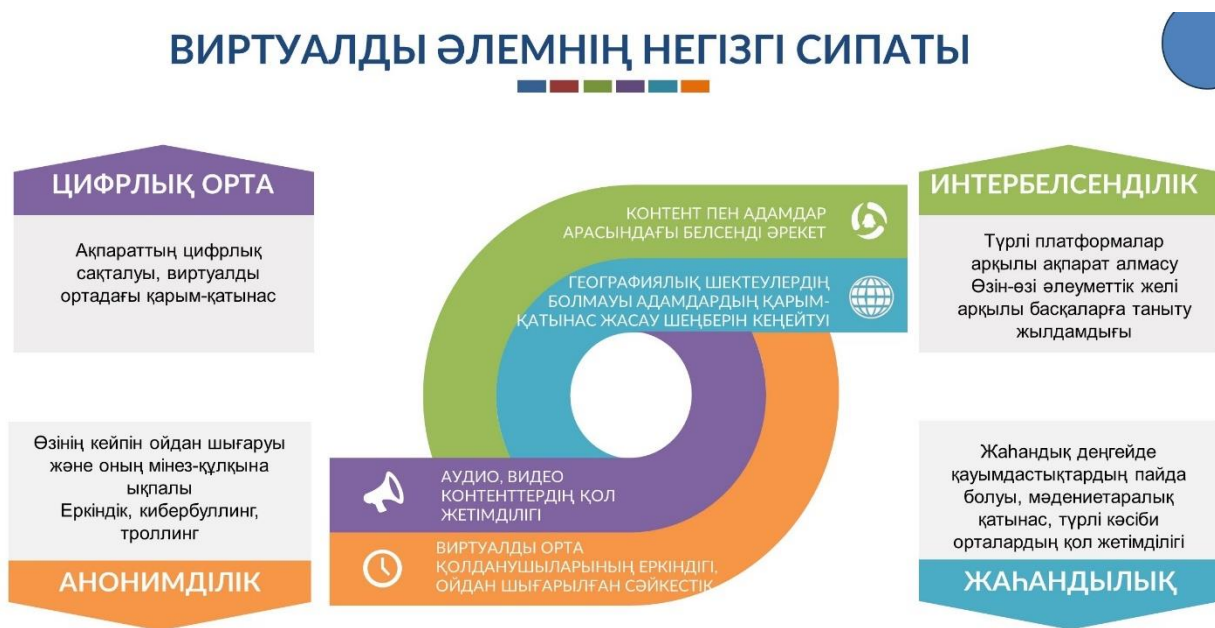 ВИРТУАЛДЫ ӘЛЕМНІҢ НЕГІЗГІ СИПАТЫ
ЦИФРЛЫҚ ОРТА
Ақпараттың цифрлық
сақталуы, виртуалды
ортадағы қарым-қатынас
КОНТЕНТ ПЕН АДАМДАР
АРАСЫНДАҒЫ БЕЛСЕНДІ ӘРЕКЕТ
ГЕОГРАФИЯЛЫҚ ШЕКТЕУЛЕРДІҢ
БОЛМАУЫ АДАМДАРДЫҢ ҚАРЫМ-
ҚАТЫНАС ЖАСАУ ШЕҢБЕРІН КЕҢЕЙТУІ
ИНТЕРБЕЛСЕНДІЛІК
Түрлі платформалар
арқылы ақпарат алмасу
Өзін-өзі әлеуметтік желі
арқылы басқаларға таныту
жылдамдығы
Өзінің кейпін ойдан шығаруы
және оның мінез-құлқына
ықпалы
Еркіндік, кибербуллинг,
троллинг
АНОНИМДІЛІК
АУДИО, ВИДЕО
КОНТЕНТТЕРДІҢ ҚОЛ
ЖЕТІМДІЛІГІ
ВИРТУАЛДЫ ОРТА
ҚОЛДАНУШЫЛАРЫНЫҢ ЕРКІНДІГІ,
ОЙДАН ШЫҒАРЫЛҒАН СӘЙКЕСТІК
Жаһандық деңгейде
қауымдастықтардың пайда
болуы, мәдениетаралық
қатынас, түрлі кәсіби
орталардың қол жетімділігі
ЖАҺАНДЫЛЫҚ